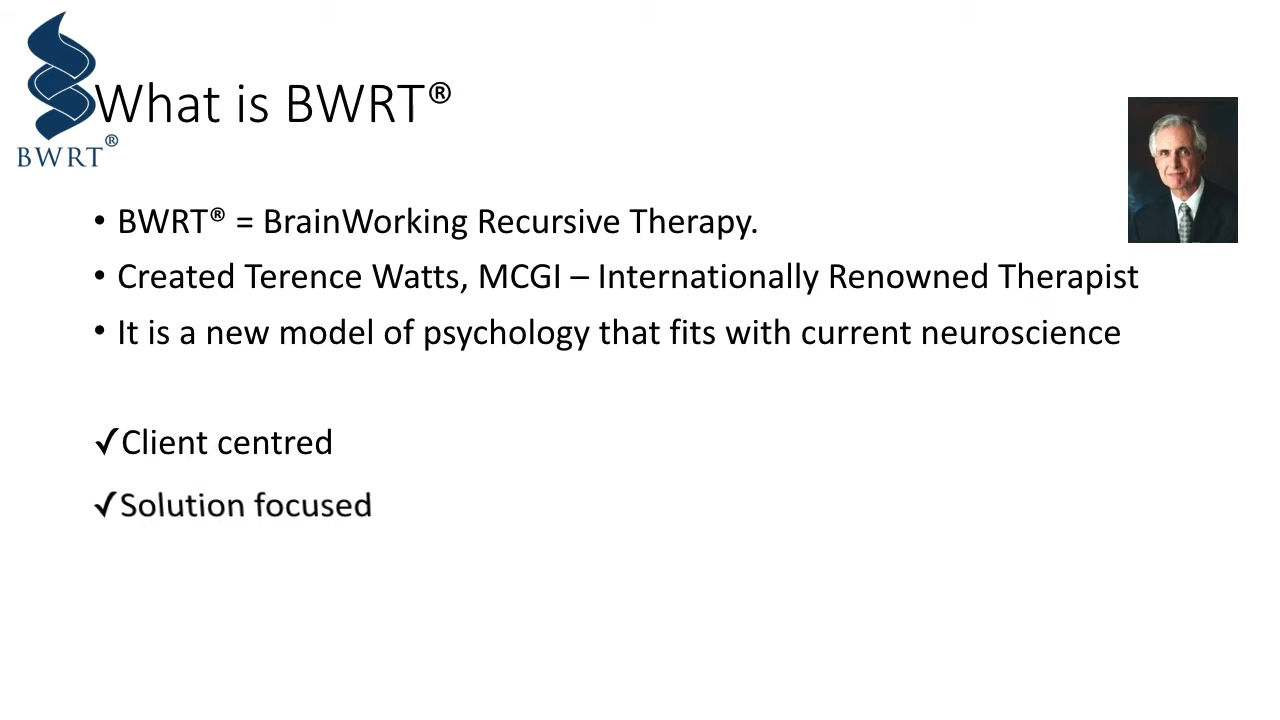 What is BWRT®
BWRT®
• BWRT® = BrainWorking Recursive Therapy.
• Created Terence Watts, MCGI – Internationally Renowned Therapist
• It is a new model of psychology that fits with current neuroscience
✓Client centred
✓Solution focused